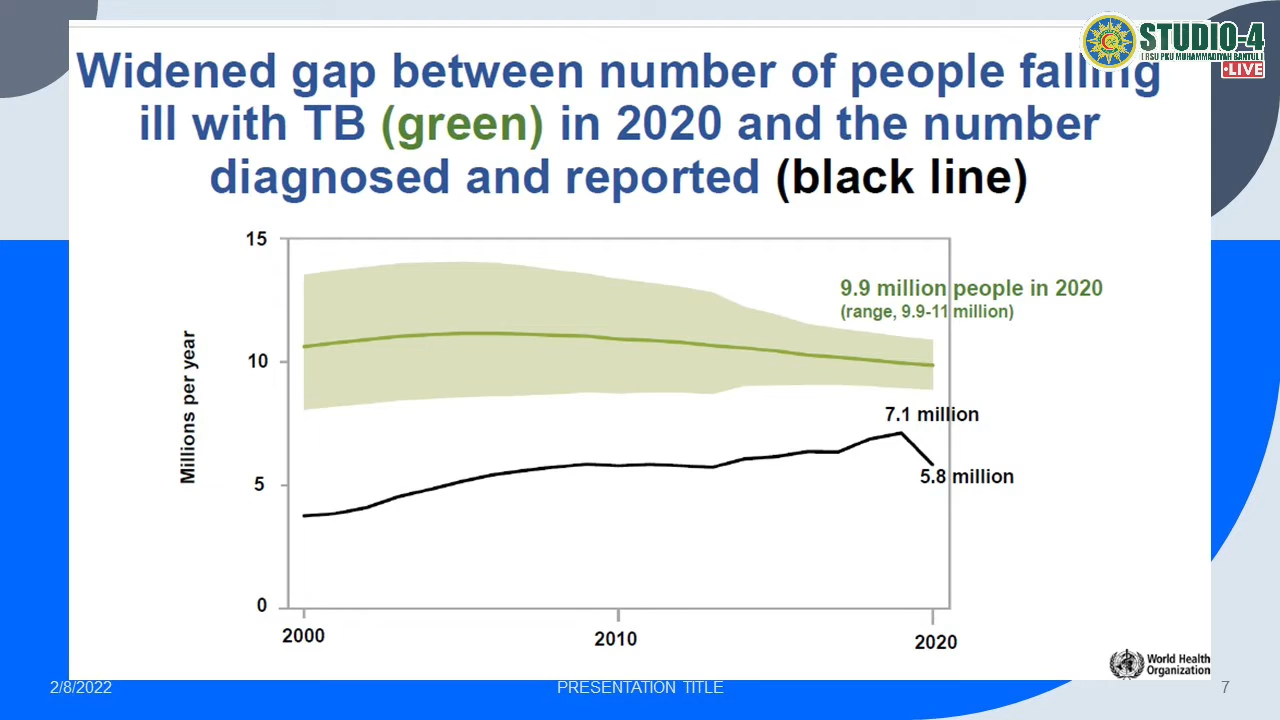 STUDIO-4
[ RSU PKU MUHAMMADIYAH BANTUL ]
LIVE
Widened gap between number of people falling
ill with TB (green) in 2020 and the number
diagnosed and reported (black line)
15
10
5
0
Millions per year
9.9 million people in 2020
(range, 9.9-11 million)
7.1 million
5.8 million
2000
2010
2020
World Health
Organization
2/8/2022
PRESENTATION TITLE
7